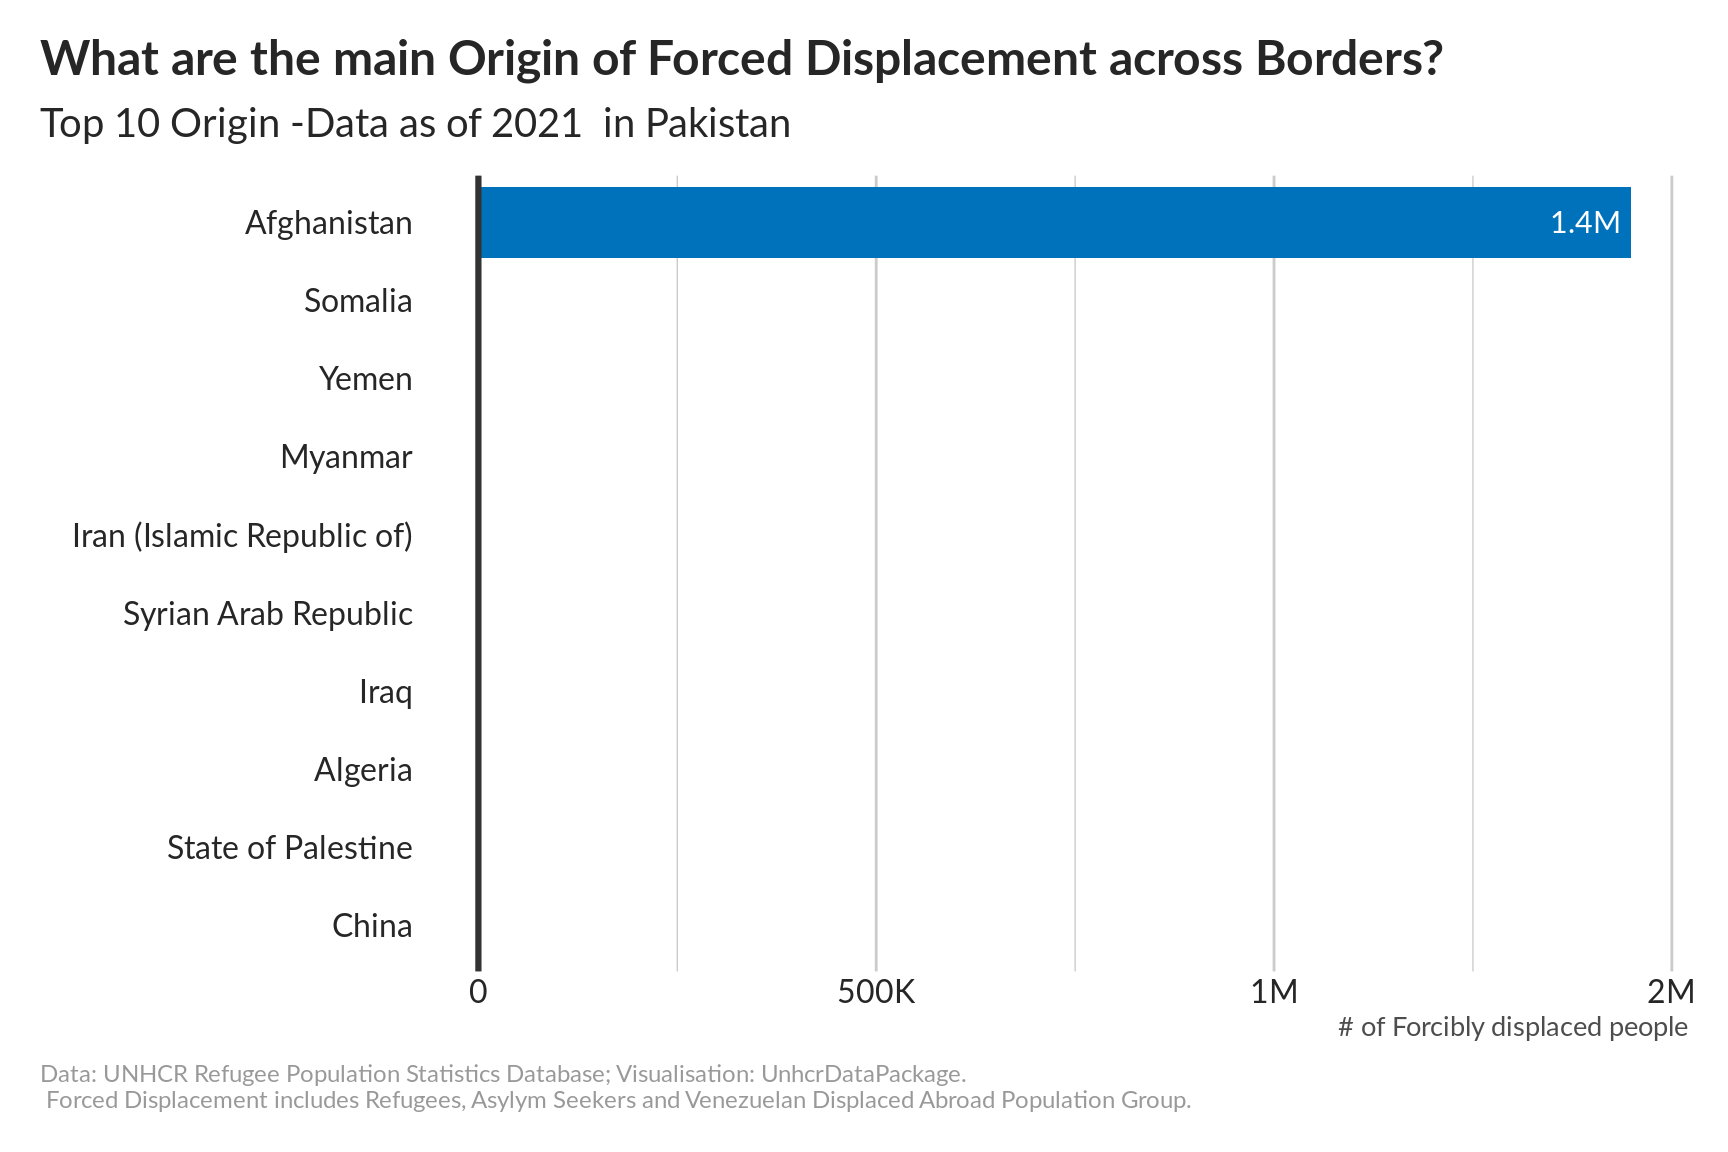 What are the main Origin of Forced Displacement across Borders?
Top 10 Origin -Data as of 2021  in Pakistan
Afghanistan
1.4M
Somalia
Yemen
Myanmar
Iran (Islamic Republic of)
Syrian Arab Republic
Iraq
Algeria
State of Palestine
China
0 500K 1M 2M
# of Forcibly displaced people
Data: UNHCR Refugee Population Statistics Database; Visualisation: UnhcrDataPackage.
Forced Displacement includes Refugees, Asylym Seekers and Venezuelan Displaced Abroad Population Group.